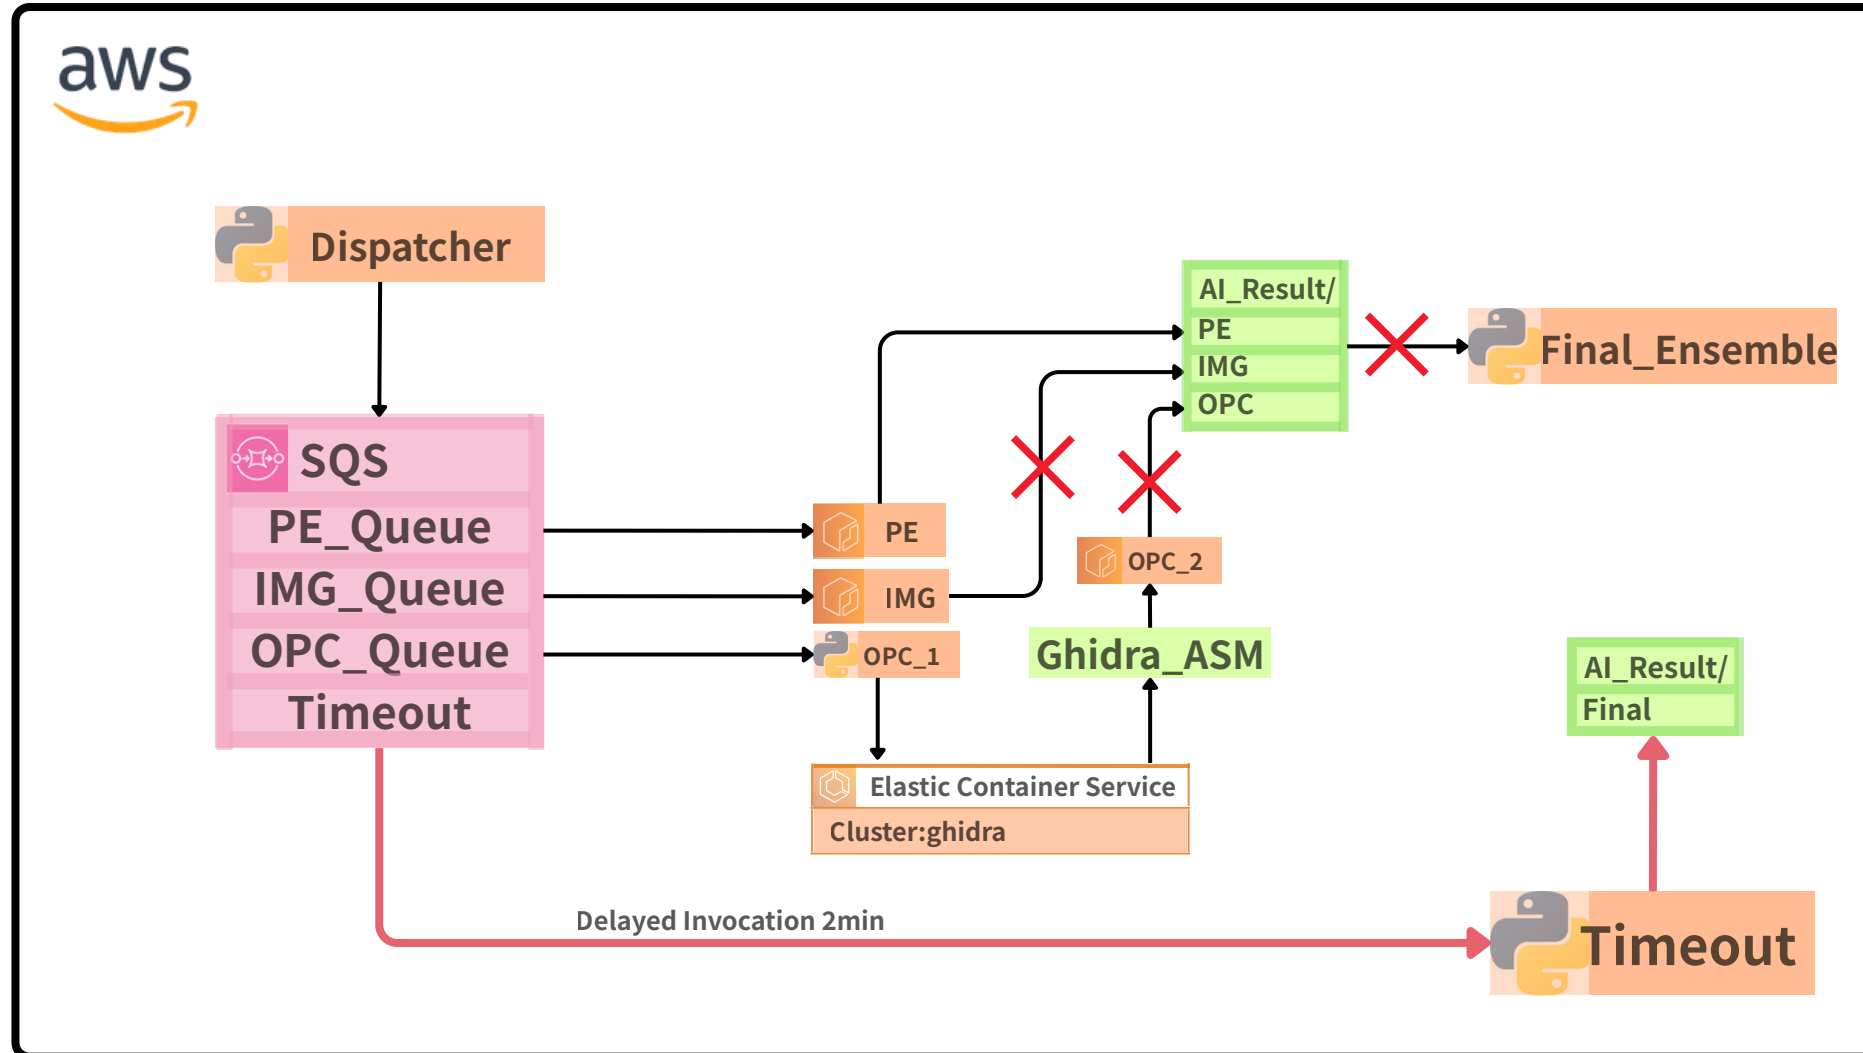 aws
Dispatcher
SQS
PE_Queue
IMG_Queue
OPC_Queue
Timeout
PE
IMG
OPC_1
Elastic Container Service
Cluster:ghidra
Ghidra_ASM
OPC_2
AI_Result/
PE
IMG
OPC
Final_Ensemble
AI_Result/
Final
Delayed Invocation 2min
Timeout